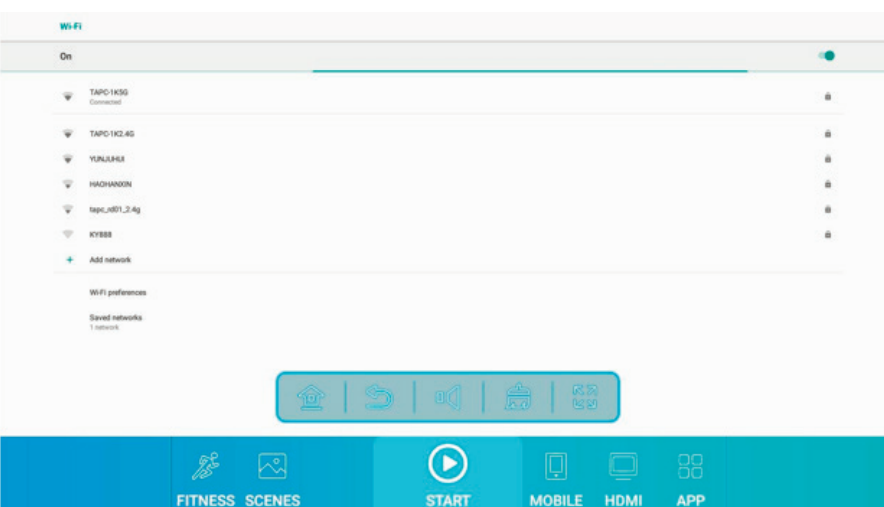 Wi-Fi
On
TAPC-1K5G
Connected
TAPC-1K2.4G
YUNJUHUI
HAOHANXIN
tapc_rd01_2.4g
KY888
Add network
Wi-Fi preferences
Saved networks
1 network
FITNESS SCENES START MOBILE HDMI APP